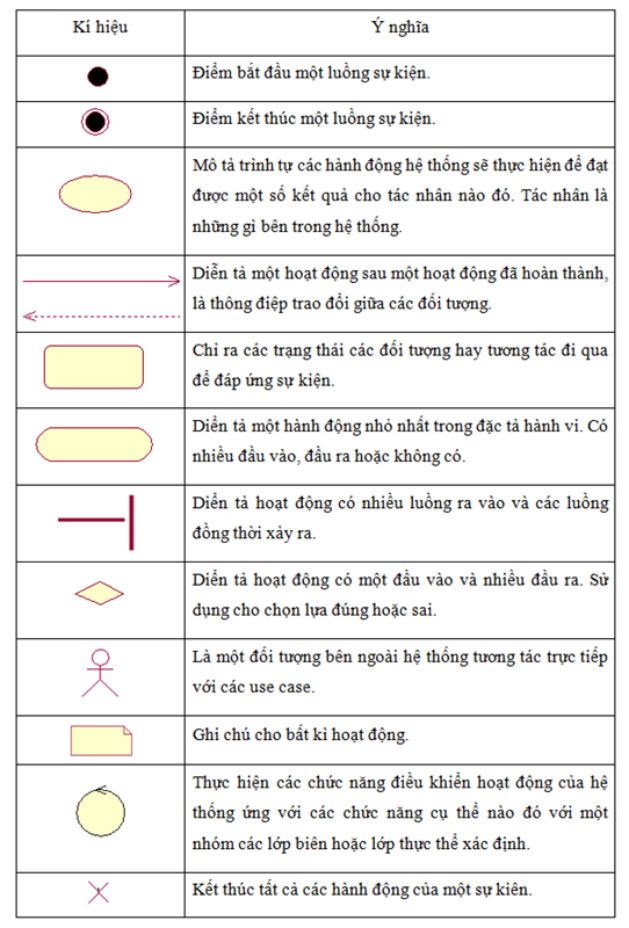 Kí hiệu
Ý nghĩa
Điểm bắt đầu một luồng sự kiện.
Điểm kết thúc một luồng sự kiện.
Mô tả trình tự các hành động hệ thống sẽ thực hiện để đạt
được một số kết quả cho tác nhân nào đó. Tác nhân là
những gì bên trong hệ thống.
Diễn tả một hoạt động sau một hoạt động đã hoàn thành,
là thông điệp trao đổi giữa các đối tượng.
Chỉ ra các trạng thái các đối tượng hay tương tác đi qua
để đáp ứng sự kiện.
Diễn tả một hành động nhỏ nhất trong đặc tả hành vi. Có
nhiều đầu vào, đầu ra hoặc không có.
Diễn tả hoạt động có nhiều luồng ra vào và các luồng
đồng thời xảy ra.
Diễn tả hoạt động có một đầu vào và nhiều đầu ra. Sử
dụng cho chọn lựa đúng hoặc sai.
Là một đối tượng bên ngoài hệ thống tương tác trực tiếp
với các use case.
Ghi chú cho bất kì hoạt động.
Thực hiện các chức năng điều khiển hoạt động của hệ
thống ứng với các chức năng cụ thể nào đó với một
nhóm các lớp biên hoặc lớp thực thể xác định.
Kết thúc tất cả các hành động của một sự kiên.